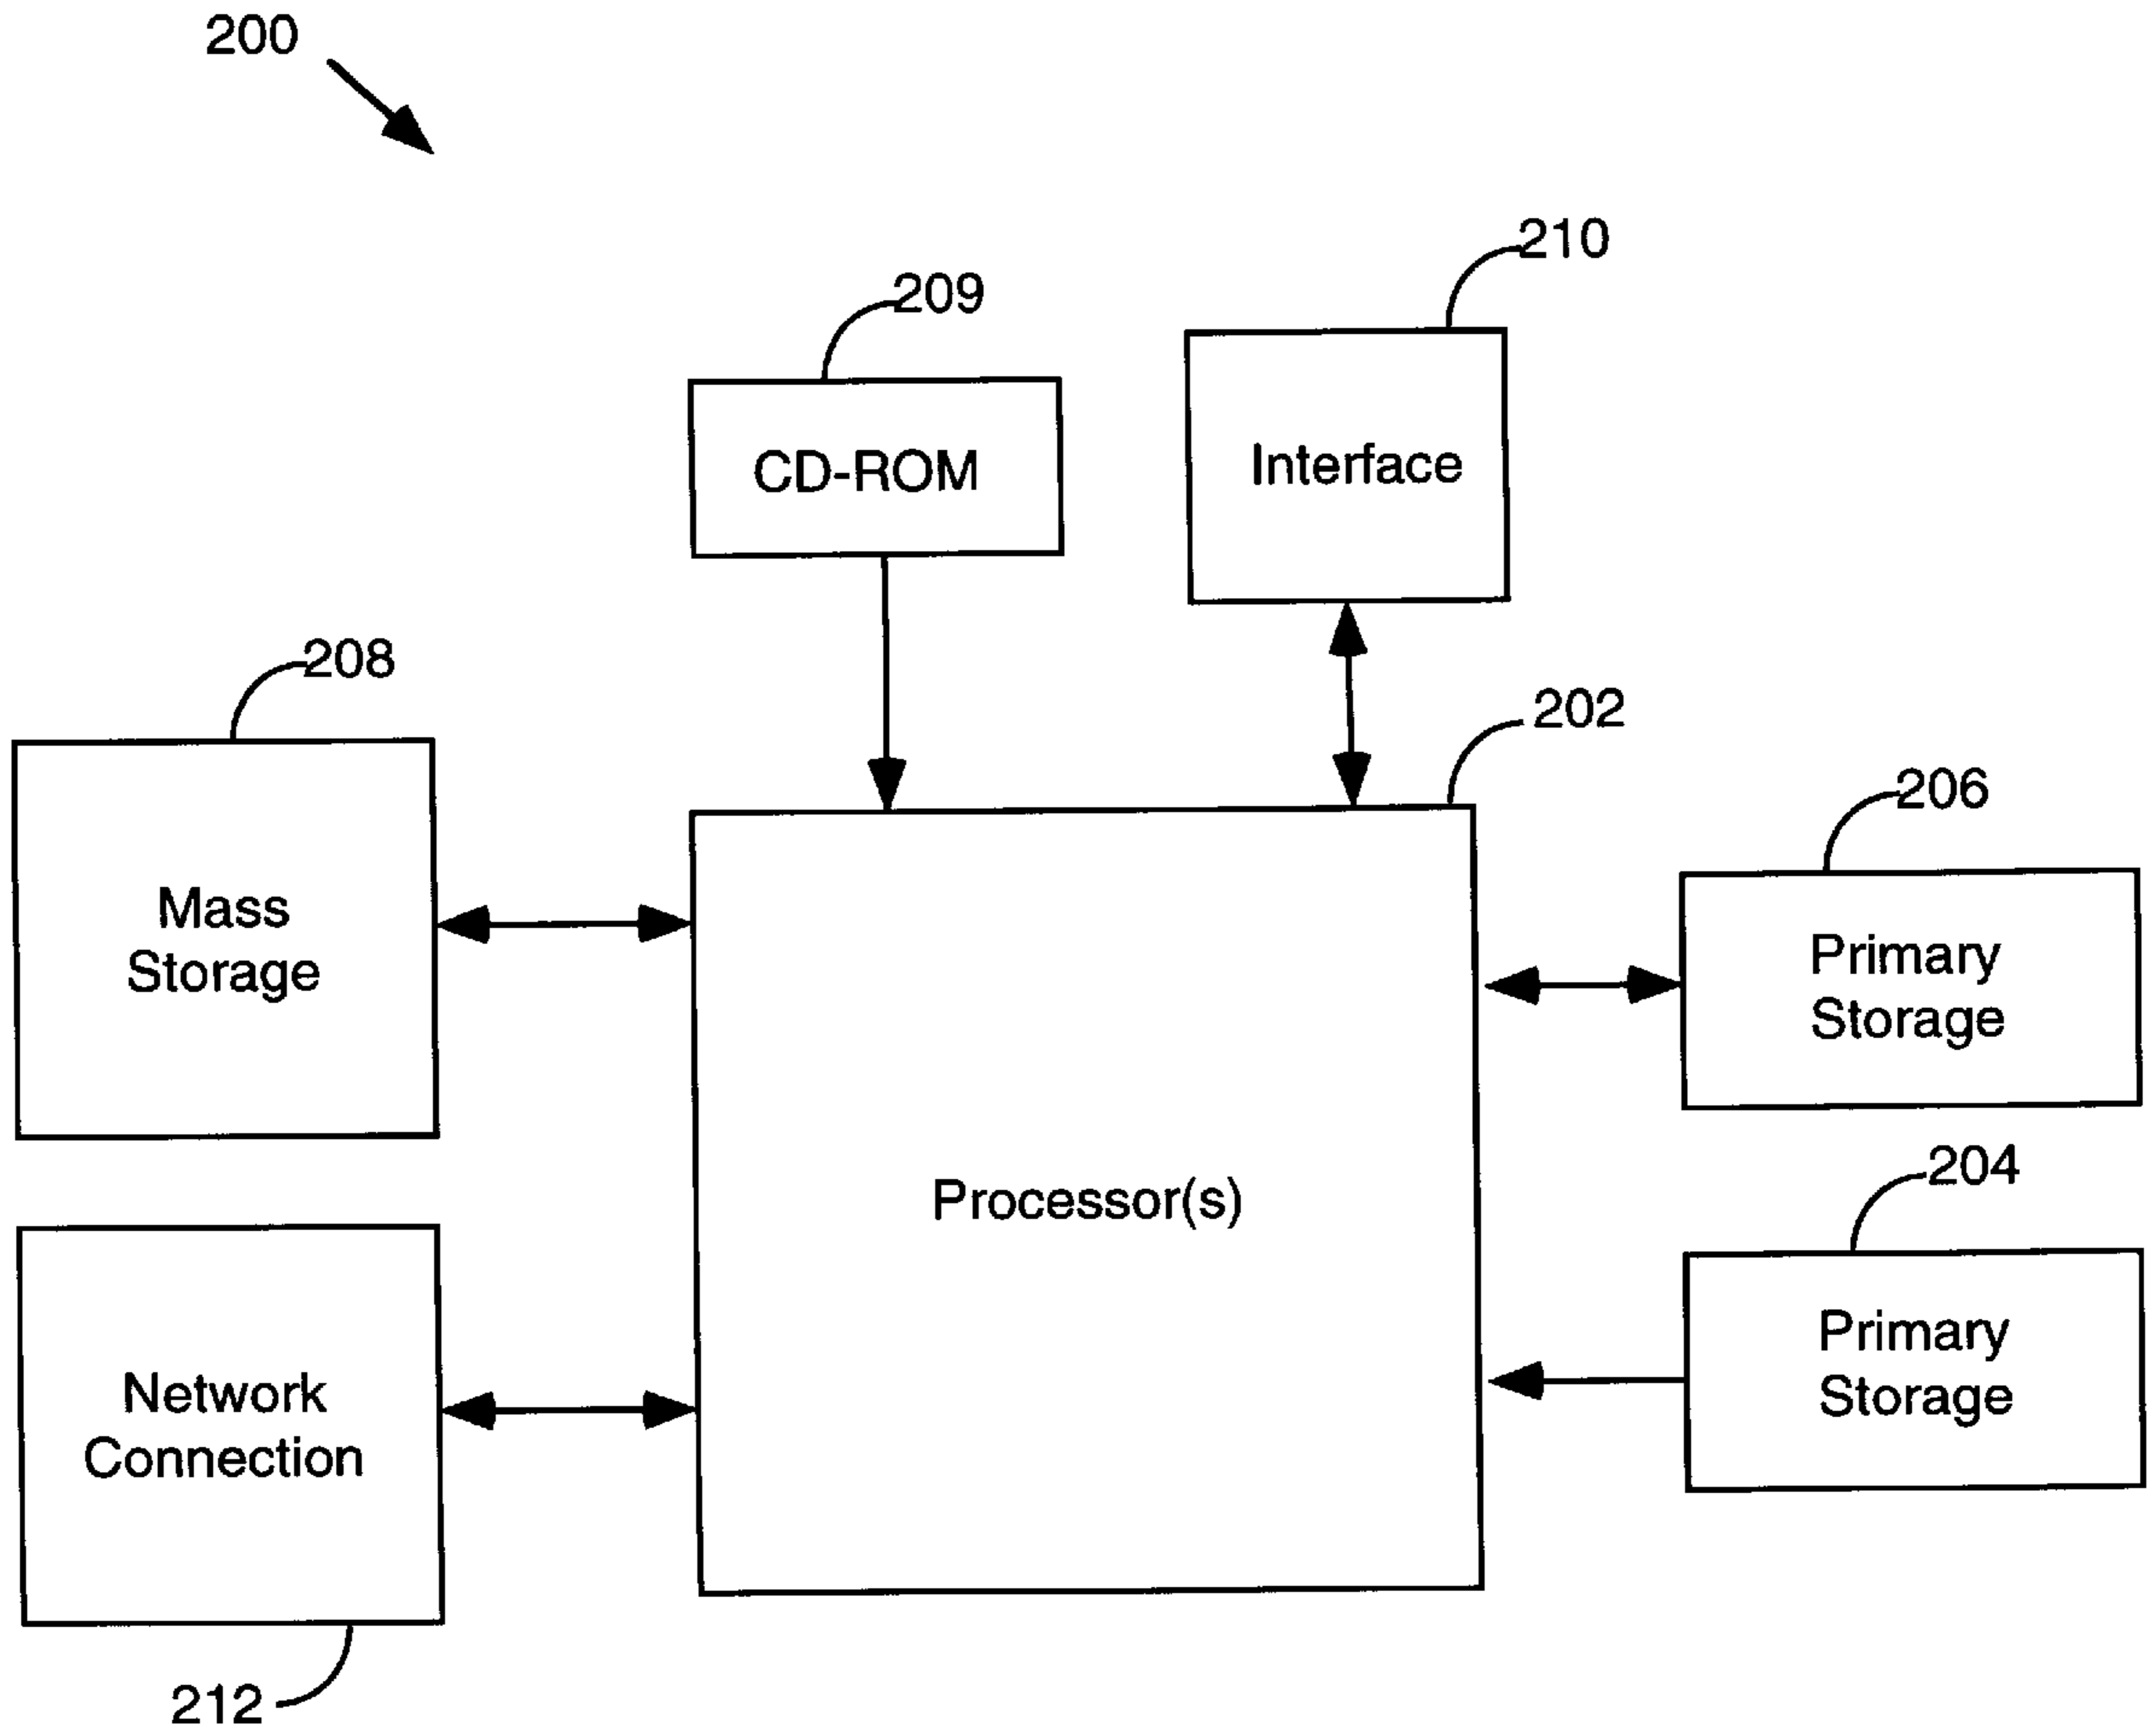 200
210
209
Interface
CD-ROM
208
202
206
Mass
Storage
Primary
Storage
204
Processor(s)
Primary
Storage
Network
Connection
212